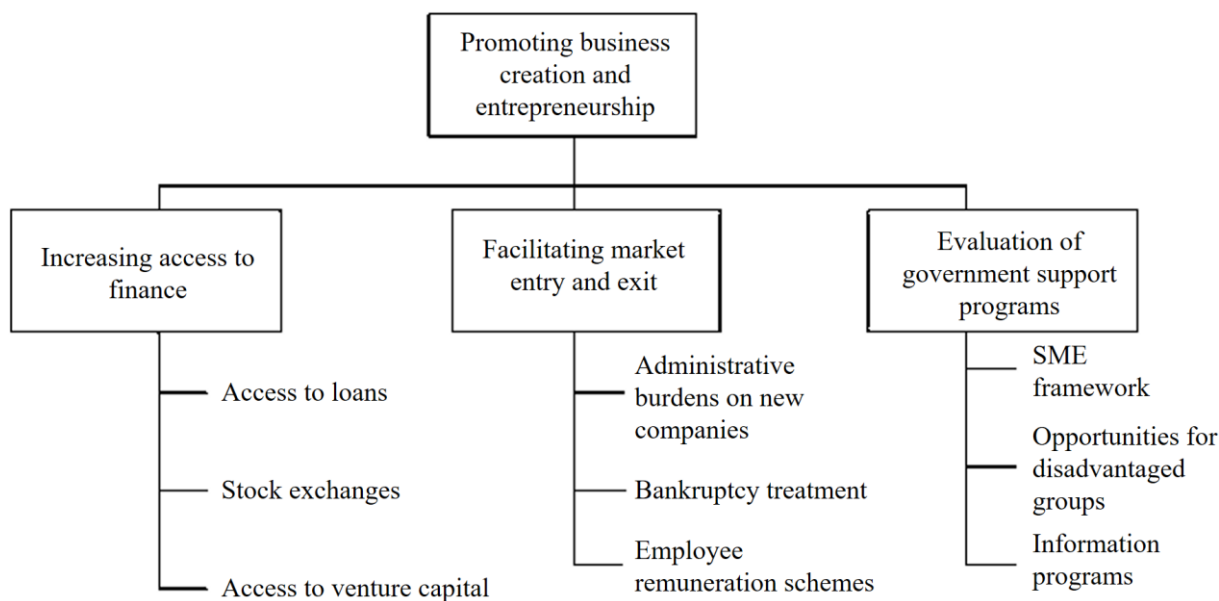 Promoting business
creation and
entrepreneurship
Increasing access to
finance
Access to loans
Stock exchanges
Access to venture capital
Facilitating market
entry and exit
Administrative
burdens on new
companies
Bankruptcy treatment
Employee
remuneration schemes
Evaluation of
government support
programs
SME
framework
Opportunities for
disadvantaged
groups
Information
programs